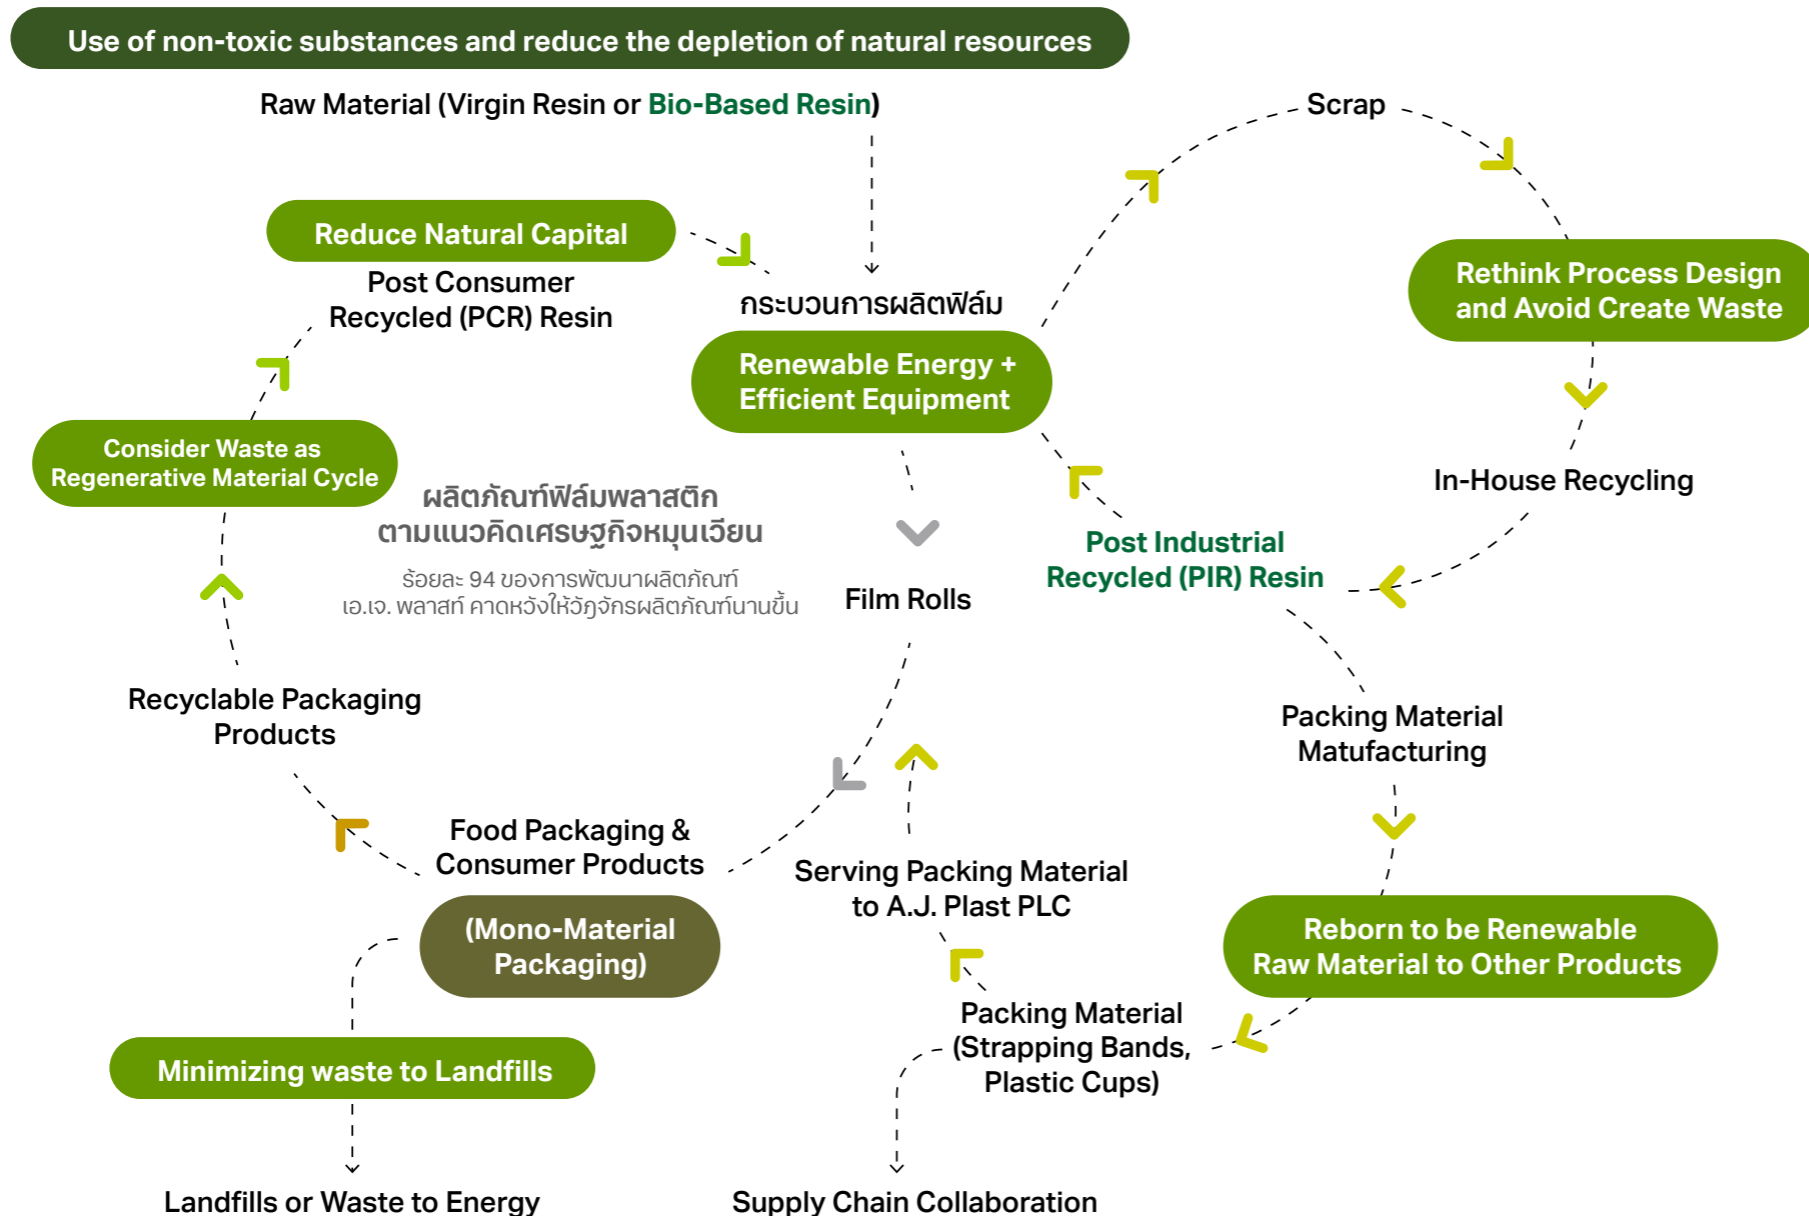 Use of non-toxic substances and reduce the depletion of natural resources
Raw Material (Virgin Resin or Bio-Based Resin)
Scrap
Reduce Natural Capital
Post Consumer
Recycled (PCR) Resin
กระบวนการผลิตฟิล์ม
Renewable Energy +
Efficient Equipment
Rethink Process Design
and Avoid Create Waste
Consider Waste as
Regenerative Material Cycle
ผลิตภัณฑ์ฟิล์มพลาสติก
ตามแนวคิดเศรษฐกิจหมุนเวียน
ร้อยละ 94 ของการพัฒนาผลิตภัณฑ์
เอ.เจ. พลาสท์ คาดหวังให้วัฏจักรผลิตภัณฑ์นานขึ้น
In-House Recycling
Post Industrial
Recycled (PIR) Resin
Film Rolls
Recyclable Packaging
Products
Packing Material
Matufacturing
Food Packaging &
Consumer Products
(Mono-Material
Packaging)
Serving Packing Material
to A.J. Plast PLC
Reborn to be Renewable
Raw Material to Other Products
Packing Material
(Strapping Bands,
Plastic Cups)
Minimizing waste to Landfills
Landfills or Waste to Energy
Supply Chain Collaboration